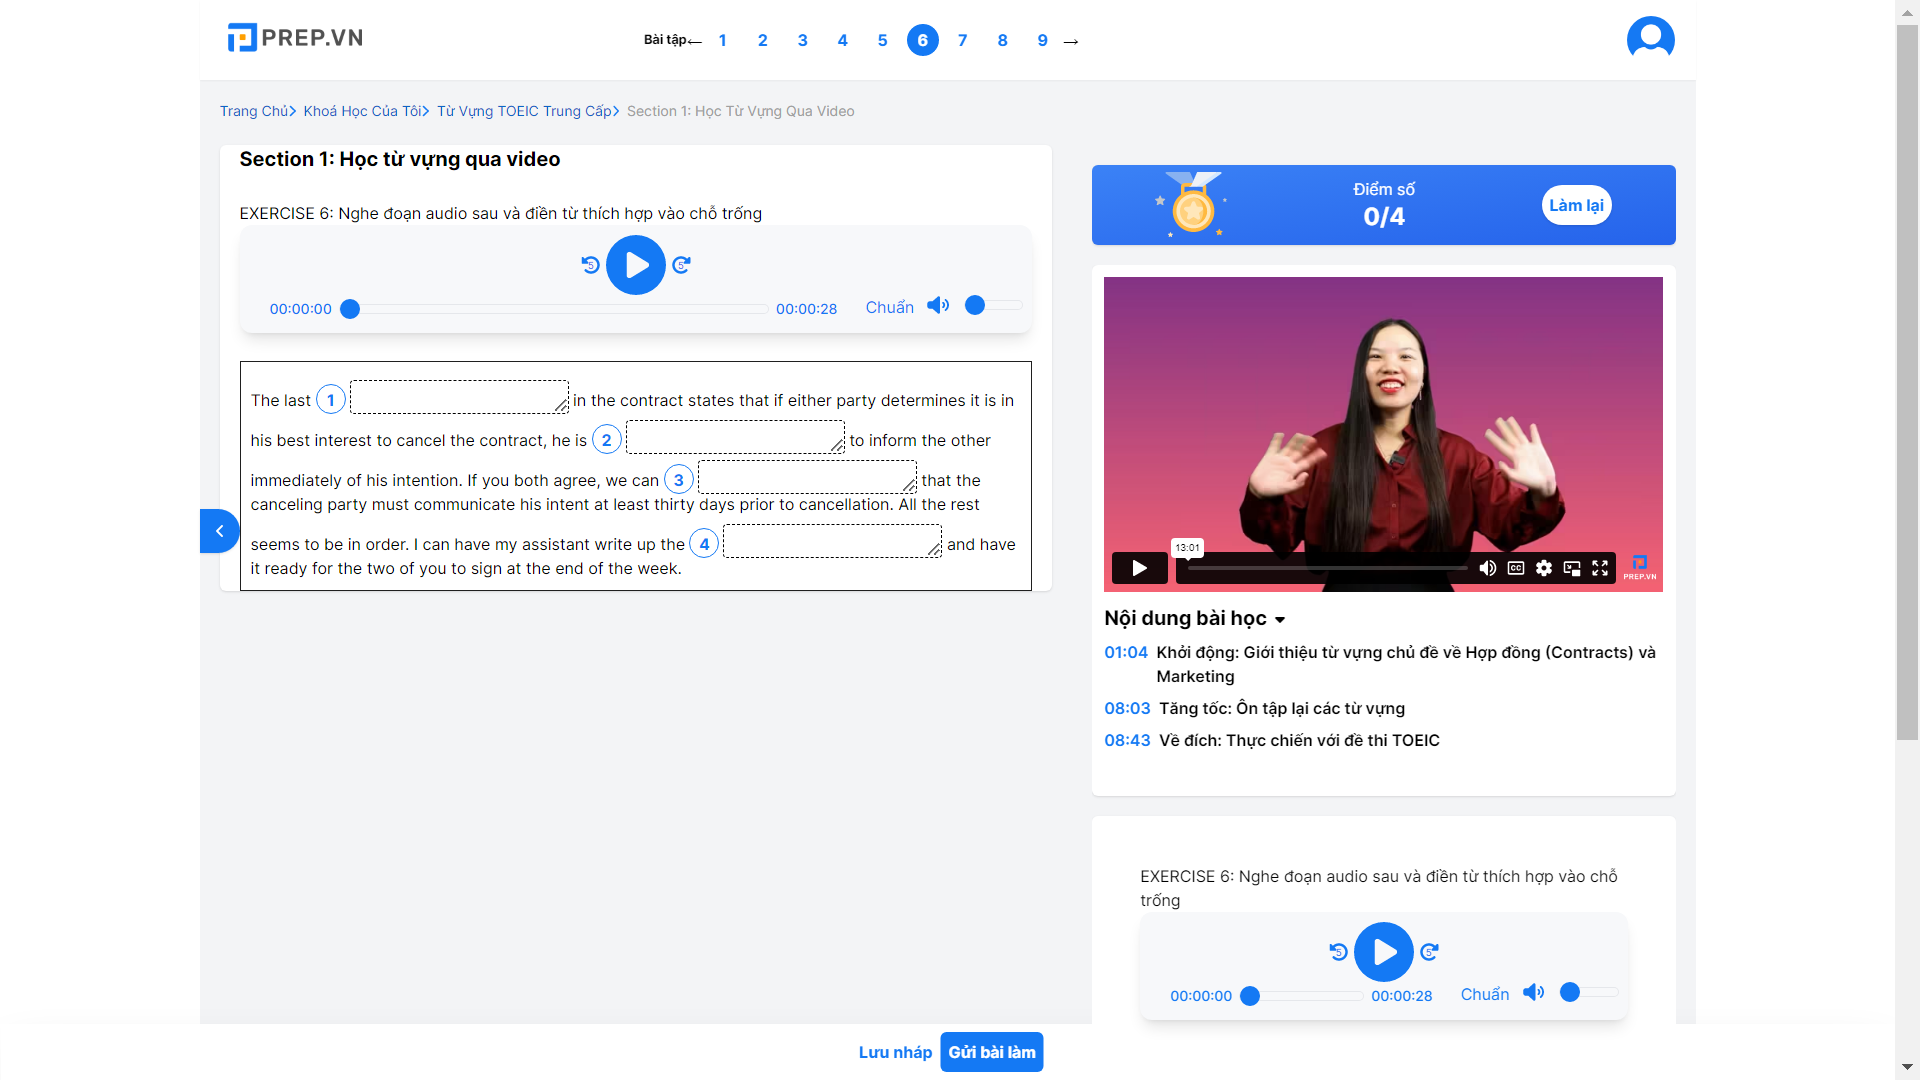 PREP.VN
Bài tập← 1 2 3 4 5 6 7 8 9 →
Trang Chủ> Khoá Học Của Tôi> Từ Vựng TOEIC Trung Cấp> Section 1: Học Từ Vựng Qua Video
Section 1: Học từ vựng qua video
EXERCISE 6: Nghe đoạn audio sau và điền từ thích hợp vào chỗ trống
5 5
00:00:00 00:00:28 Chuẩn
The last 1 in the contract states that if either party determines it is in
his best interest to cancel the contract, he is 2 to inform the other
immediately of his intention. If you both agree, we can 3 that the
canceling party must communicate his intent at least thirty days prior to cancellation. All the rest
seems to be in order. I can have my assistant write up the 4 and have
it ready for the two of you to sign at the end of the week.
Điểm số
0/4
Làm lại
13:01
CC
PREP.VN
Nội dung bài học
01:04 Khởi động: Giới thiệu từ vựng chủ đề về Hợp đồng (Contracts) và
Marketing
08:03 Tăng tốc: Ôn tập lại các từ vựng
08:43 Về đích: Thực chiến với đề thi TOEIC
EXERCISE 6: Nghe đoạn audio sau và điền từ thích hợp vào chỗ
trống
5 5
00:00:00 00:00:28 Chuẩn
Lưu nháp Gửi bài làm